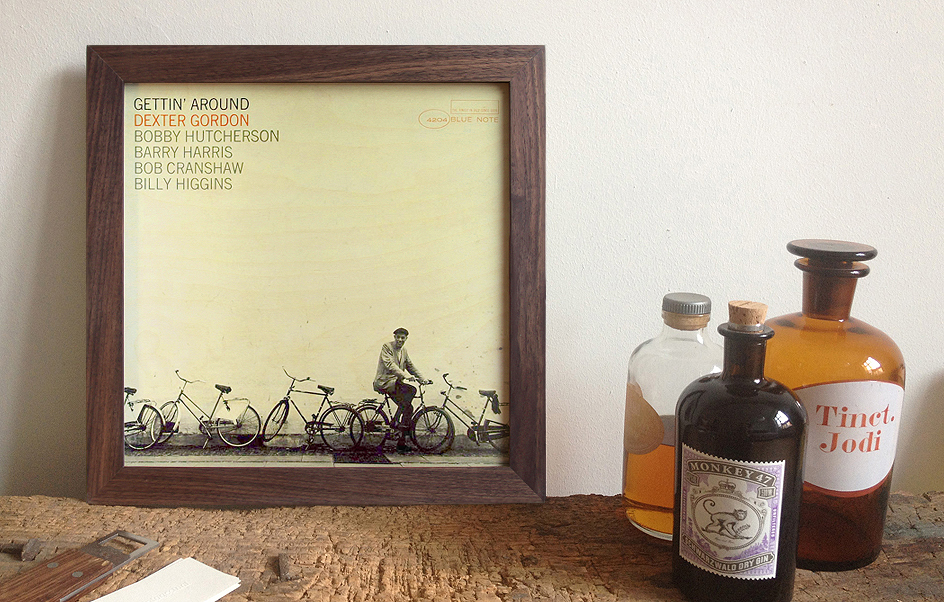 GETTIN' AROUND
DEXTER GORDON
BOBBY HUTCHERSON
BARRY HARRIS
BOB CRANSHAW
BILLY HIGGINS
4204 BLUE NOTE
Tinct.
Jodi
MONKEY 47
DRY GIN